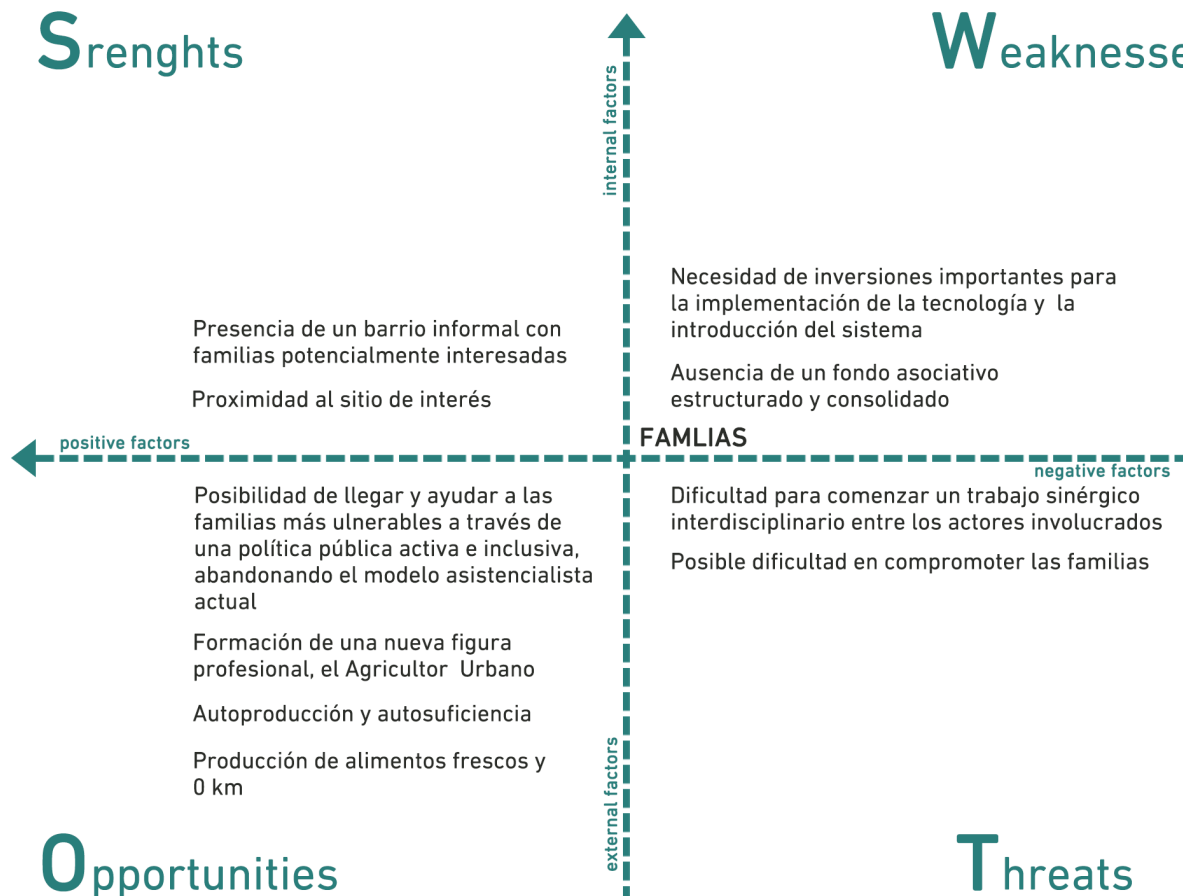 Srenghts
Weaknesse
internal factors
Presencia de un barrio informal con
familias potencialmente interesadas
Proximidad al sitio de interés
Necesidad de inversiones importantes para
la implementación de la tecnología y  la
introducción del sistema
Ausencia de un fondo asociativo
estructurado y consolidado
positive factors
FAMLIAS
negative factors
Posibilidad de llegar y ayudar a las
familias más ulnerables a través de
una política pública activa e inclusiva,
abandonando el modelo asistencialista
actual
Formación de una nueva figura
profesional, el Agricultor  Urbano
Autoproducción y autosuficiencia
Producción de alimentos frescos y
0 km
Dificultad para comenzar un trabajo sinérgico
interdisciplinario entre los actores involucrados
Posible dificultad en compromoter las familias
external factors
Opportunities
Threats